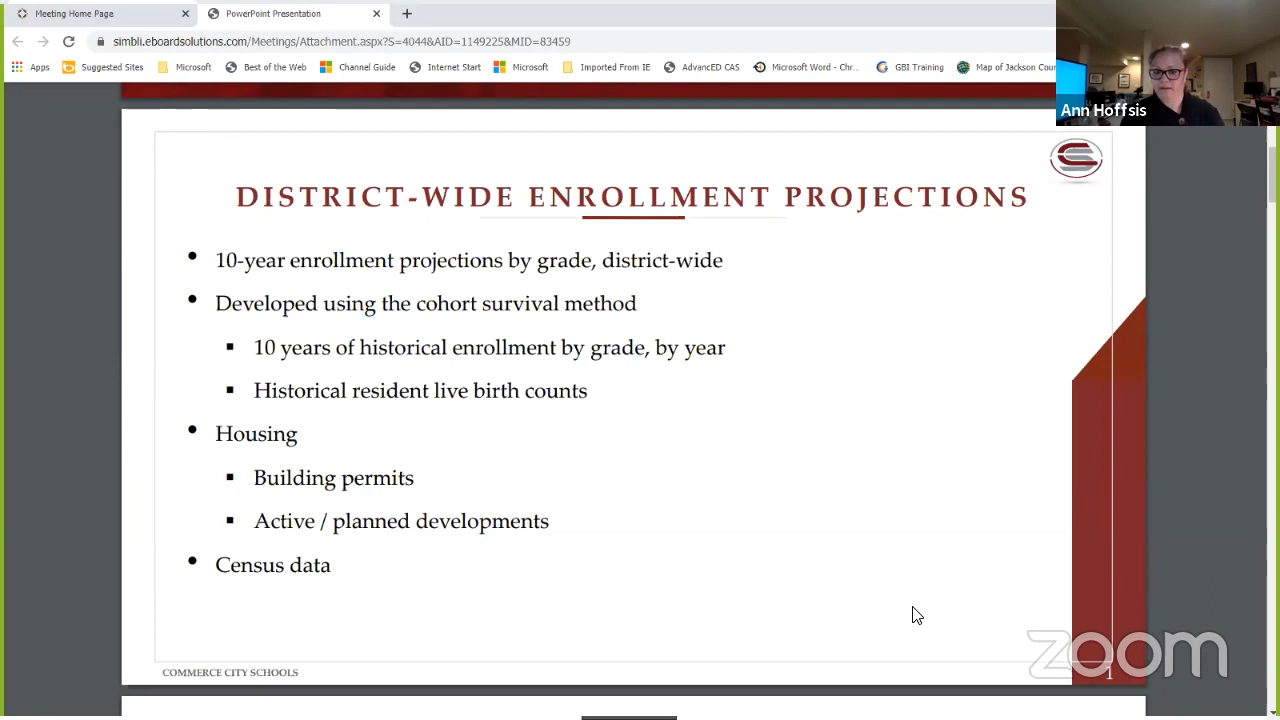 Meeting Home Page
PowerPoint Presentation
simbli.eboardsolutions.com/Meetings/Attachment.aspx?S=4044&AID=1149225&MID=83459
Apps Suggested Sites Microsoft Best of the Web Channel Guide Internet Start Microsoft Imported From IE AdvancED CAS Microsoft Word - Chr... GBI Training Map of Jackson Cou
Ann Hoffsis
DISTRICT-WIDE ENROLLMENT PROJECTIONS
• 10-year enrollment projections by grade, district-wide
• Developed using the cohort survival method
▪ 10 years of historical enrollment by grade, by year
▪ Historical resident live birth counts
• Housing
▪ Building permits
▪ Active / planned developments
• Census data
COMMERCE CITY SCHOOLS
1
zoom